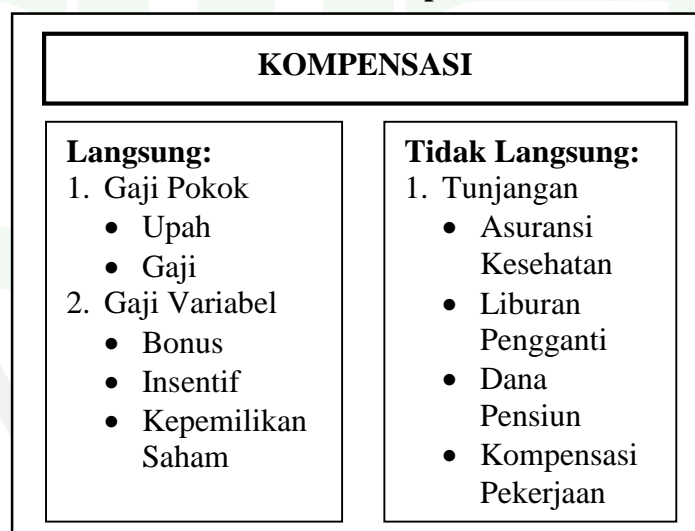 KOMPENSASI
Langsung:
1. Gaji Pokok
• Upah
• Gaji
2. Gaji Variabel
• Bonus
• Insentif
• Kepemilikan
Saham
Tidak Langsung:
1. Tunjangan
• Asuransi
Kesehatan
• Liburan
Pengganti
• Dana
Pensiun
• Kompensasi
Pekerjaan